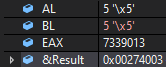 AL 5 '\x5'
BL 5 '\x5'
EAX 7339013
&Result 0x00274003